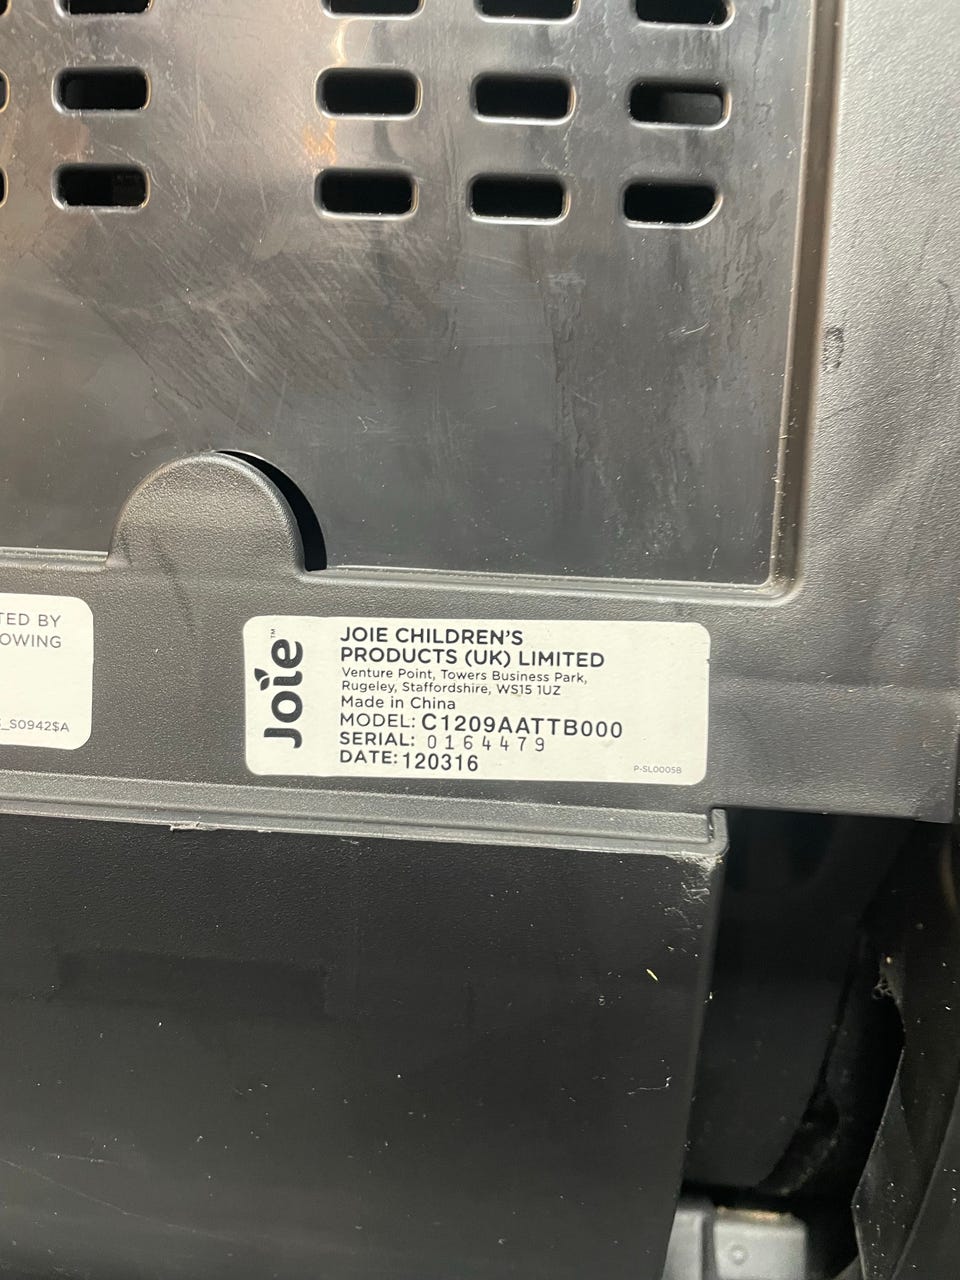 TED BY
OWING
_S0942$A
Joie™
JOIE CHILDREN'S
PRODUCTS (UK) LIMITED
Venture Point, Towers Business Park,
Rugeley, Staffordshire, WS15 1UZ
Made in China
MODEL: C1209AATTB000
SERIAL: 0164479
DATE: 120316
P-SL0005B